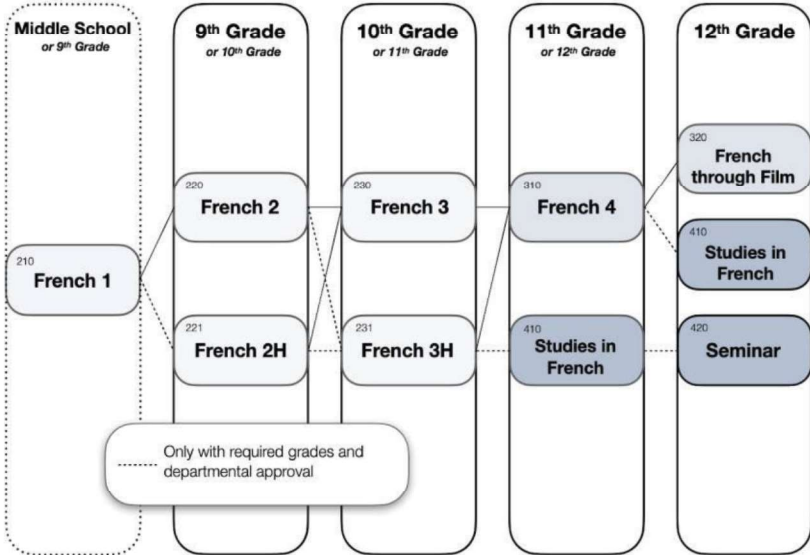 Middle School
or 9th Grade
9th Grade
or 10th Grade
10th Grade
or 11th Grade
11th Grade
or 12th Grade
12th Grade
210
French 1
220
French 2
221
French 2H
230
French 3
231
French 3H
310
French 4
410
Studies in
French
320
French
through Film
410
Studies in
French
420
Seminar
Only with required grades and
departmental approval